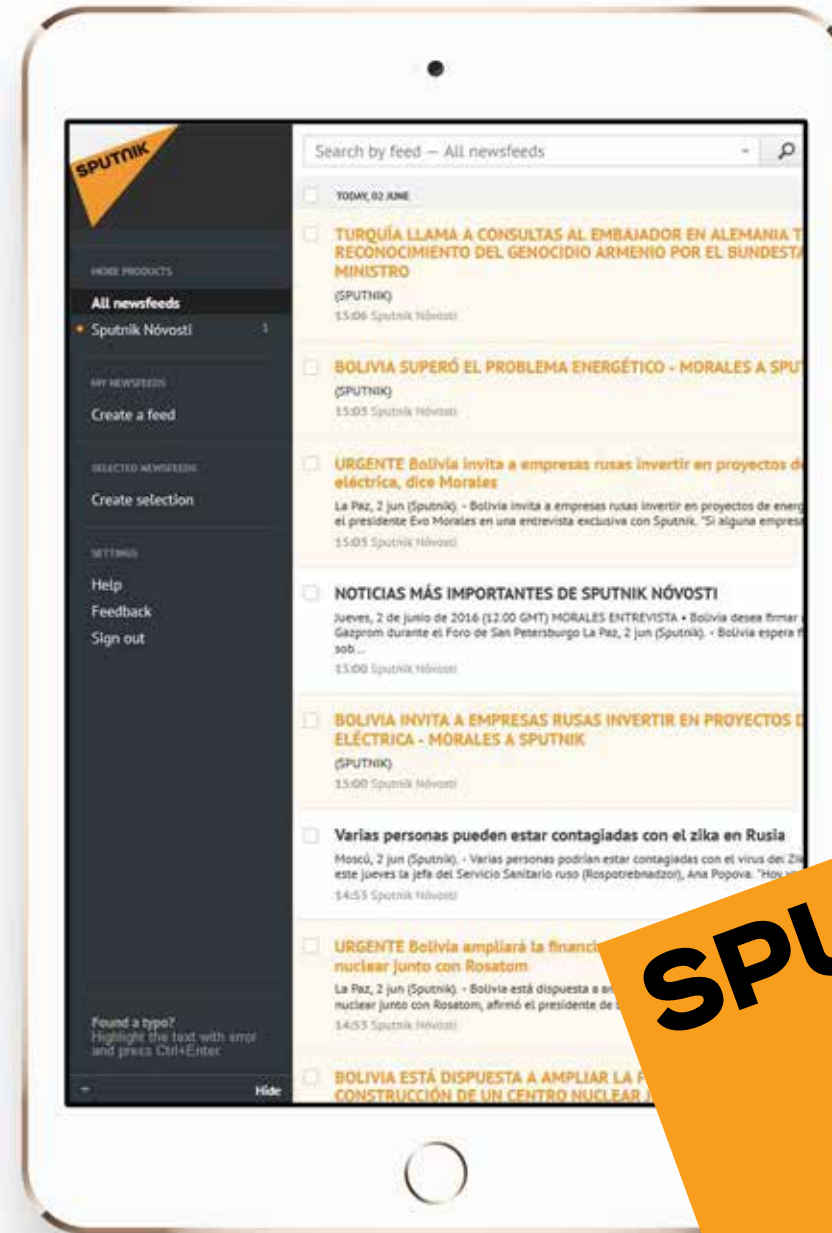 SPUTNIK
MORE PRODUCTS
All newsfeeds
Sputnik Nóvosti 1
MY NEWSFEEDS
Create a feed
SELECTED NEWSFEEDS
Create selection
SETTINGS
Help
Feedback
Sign out
Found a typo?
Highlight the text with error
and press Ctrl+Enter
Hide
Search by feed — All newsfeeds
TODAY, 02 JUNE
TURQUÍA LLAMA A CONSULTAS AL EMBAJADOR EN ALEMANIA T
RECONOCIMIENTO DEL GENOCIDIO ARMENIO POR EL BUNDESTA
MINISTRO
(SPUTNIK)
15:06 Sputnik Nóvosti
BOLIVIA SUPERÓ EL PROBLEMA ENERGÉTICO - MORALES A SPUT
(SPUTNIK)
15:05 Sputnik Nóvosti
URGENTE Bolivia invita a empresas rusas invertir en proyectos de
eléctrica, dice Morales
La Paz, 2 jun (Sputnik). - Bolivia invita a empresas rusas invertir en proyectos de energ
el presidente Evo Morales en una entrevista exclusiva con Sputnik. "Si alguna empresa
15:05 Sputnik Nóvosti
NOTICIAS MÁS IMPORTANTES DE SPUTNIK NÓVOSTI
Jueves, 2 de junio de 2016 (12.00 GMT) MORALES ENTREVISTA • Bolivia desea firmar
Gazprom durante el Foro de San Petersburgo La Paz, 2 jun (Sputnik). - Bolivia espera f
sob...
15:00 Sputnik Nóvosti
BOLIVIA INVITA A EMPRESAS RUSAS INVERTIR EN PROYECTOS D
ELÉCTRICA - MORALES A SPUTNIK
(SPUTNIK)
15:00 Sputnik Nóvosti
Varias personas pueden estar contagiadas con el zika en Rusia
Moscú, 2 jun (Sputnik). - Varias personas podrían estar contagiadas con el virus del Zik
este jueves la jefa del Servicio Sanitario ruso (Rospotrebnadzor), Ana Popova. "Hoy
14:53 Sputnik Nóvosti
URGENTE Bolivia ampliará la financi
nuclear junto con Rosatom
La Paz, 2 jun (Sputnik). - Bolivia está dispuesta a
nuclear junto con Rosatom, afirmó el presidente de
14:53 Sputnik Nóvosti
BOLIVIA ESTÁ DISPUESTA A AMPLIAR LA F
CONSTRUCCIÓN DE UN CENTRO NUCLEAR
SPU